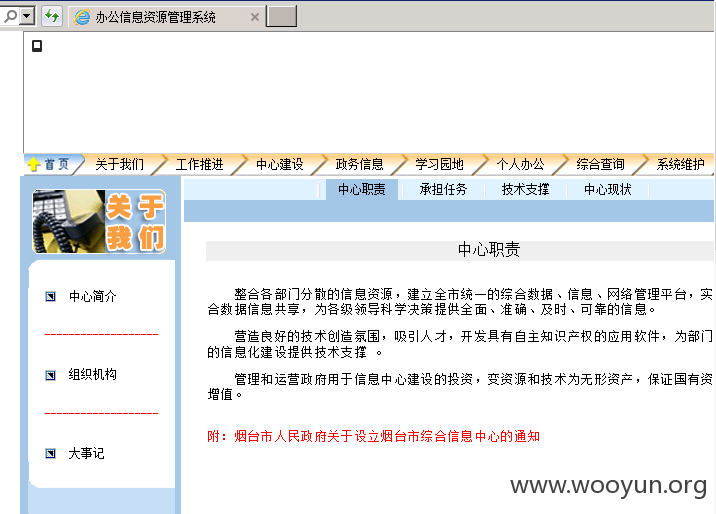 办公信息资源管理系统
首页 关于我们 工作推进 中心建设 政务信息 学习园地 个人办公 综合查询 系统维护
中心职责 承担任务 技术支撑 中心现状
关于
我们
中心简介
组织机构
大事记
中心职责
整合各部门分散的信息资源，建立全市统一的综合数据、信息、网络管理平台，实
合数据信息共享，为各级领导科学决策提供全面、准确、及时、可靠的信息。
营造良好的技术创造氛围，吸引人才，开发具有自主知识产权的应用软件，为部门
的信息化建设提供技术支撑 。
管理和运营政府用于信息中心建设的投资，变资源和技术为无形资产，保证国有资
增值。
附：烟台市人民政府关于设立烟台市综合信息中心的通知
www.wooyun.org